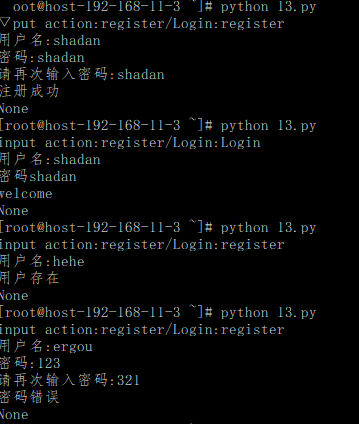 oot@host-192-168-11-3 ~]# python 13.py
▽put action:register/Login:register
用户名:shadan
密码:shadan
请再次输入密码:shadan
注册成功
None
[root@host-192-168-11-3 ~]# python 13.py
input action:register/Login:Login
用户名:shadan
密码shadan
welcome
None
[root@host-192-168-11-3 ~]# python 13.py
input action:register/Login:register
用户名:hehe
用户存在
None
[root@host-192-168-11-3 ~]# python 13.py
input action:register/Login:register
用户名:ergou
密码:123
请再次输入密码:321
密码错误
None